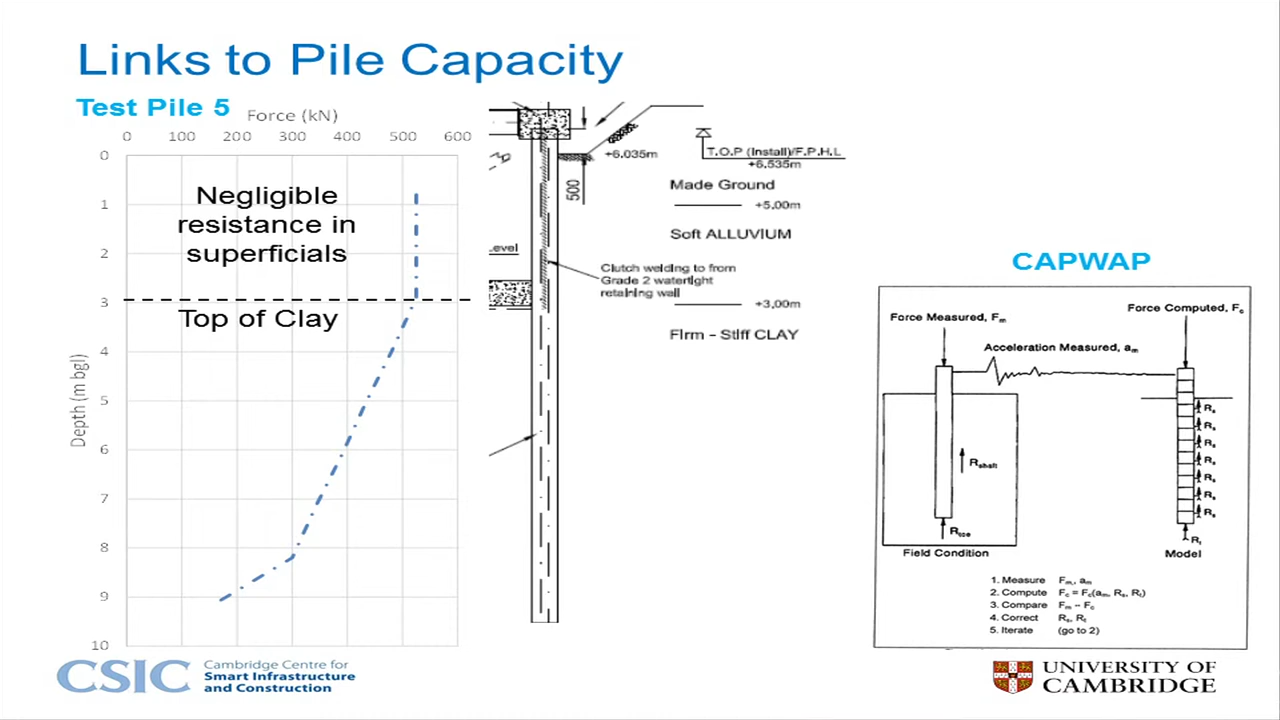 Links to Pile Capacity
Test Pile 5
Force (kN)
0 100 200 300 400 500 600
0
1
2
3
4
5
6
7
8
9
10
Depth (m bgl)
Negligible
resistance in
superficials
Top of Clay
+6.035m
T.O.P (Install)/F.P.H.L
+6.535m
500
Made Ground
+5.00m
Soft ALLUVIUM
Clutch welding to from
Grade 2 watertight
retaining wall
+3.00m
Firm - Stiff CLAY
CAPWAP
Force Measured, Fm
Force Computed, Fc
Acceleration Measured, am
Rshaft
Rtoe
Rs
Rs
Rs
Rs
Rs
Rs
Rs
Rt
Field Condition
Model
1. Measure Fm, am
2. Compute Fc = Fc(am, Rs, Rt)
3. Compare Fm - Fc
4. Correct Rs, Rt
5. Iterate (go to 2)
CSIC
Cambridge Centre for
Smart Infrastructure
and Construction
UNIVERSITY OF
CAMBRIDGE